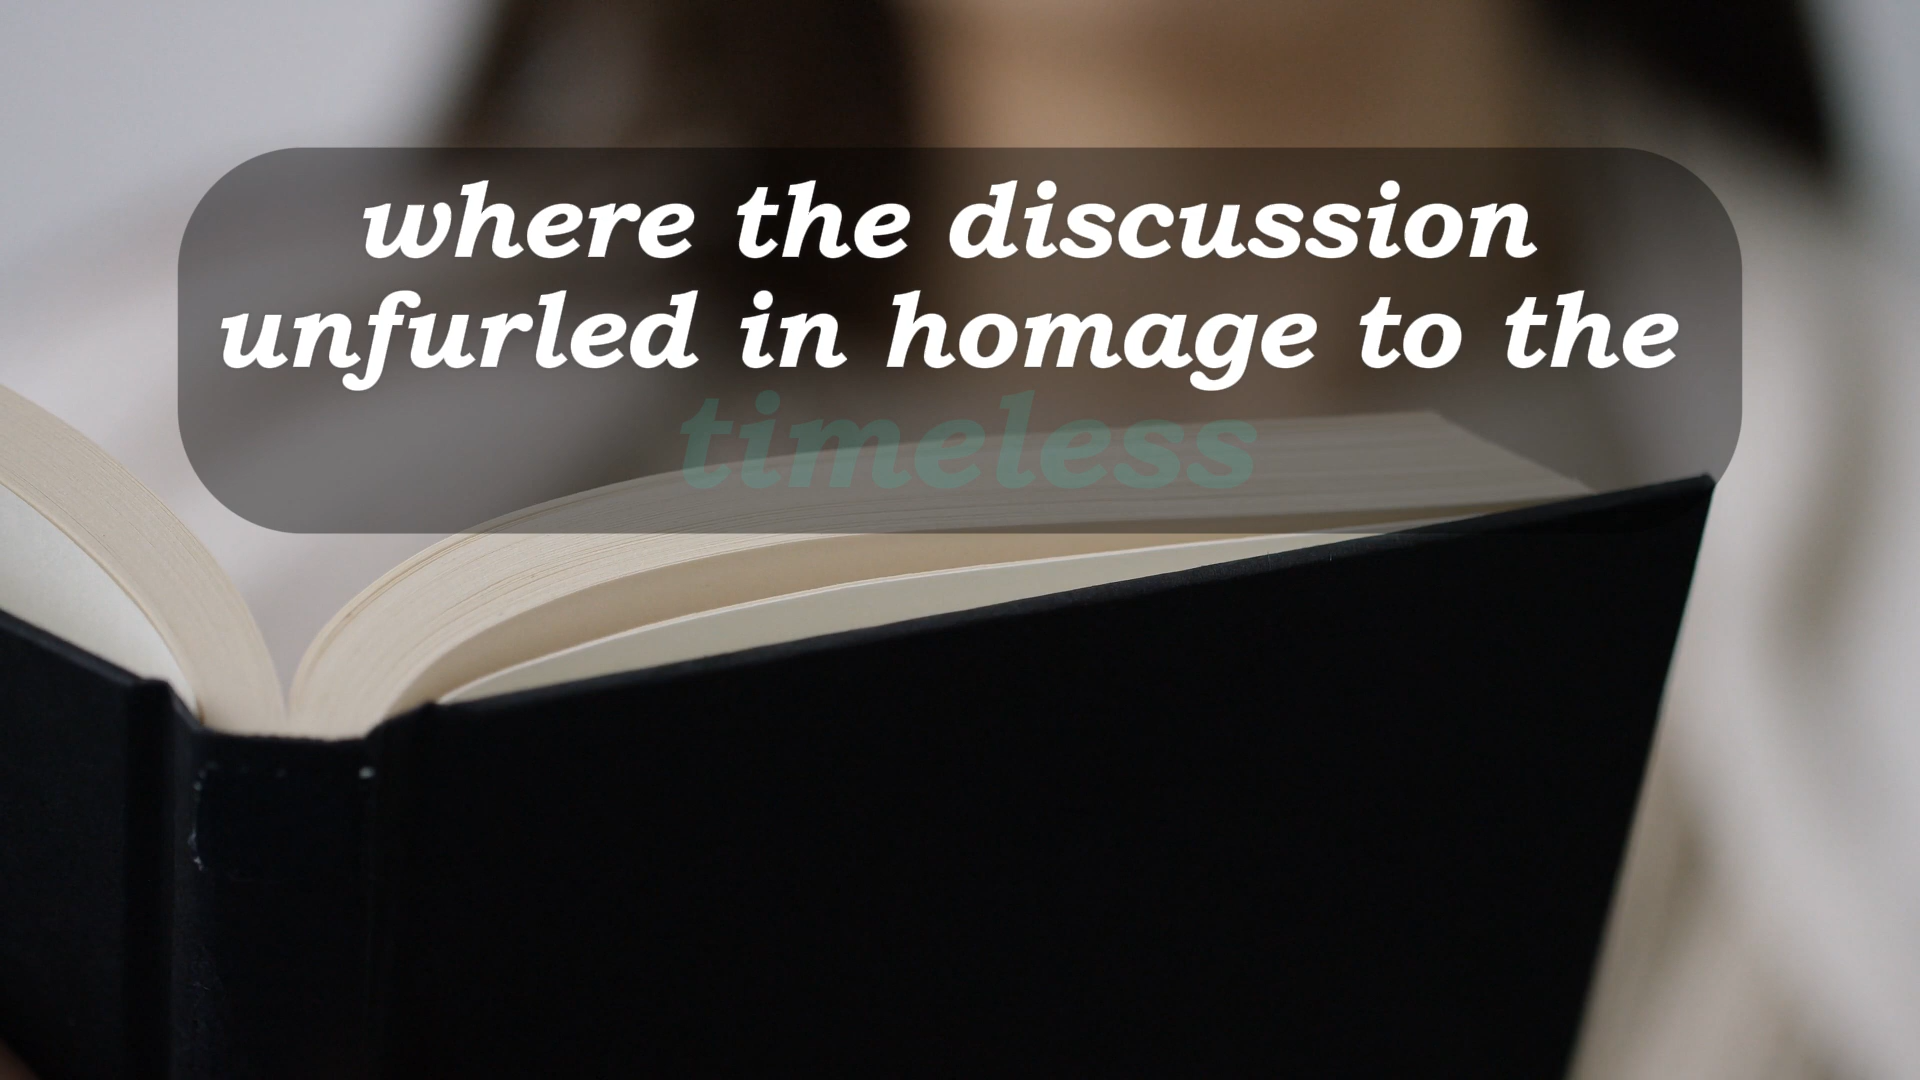 where the discussion
unfurled in homage to the
timeless